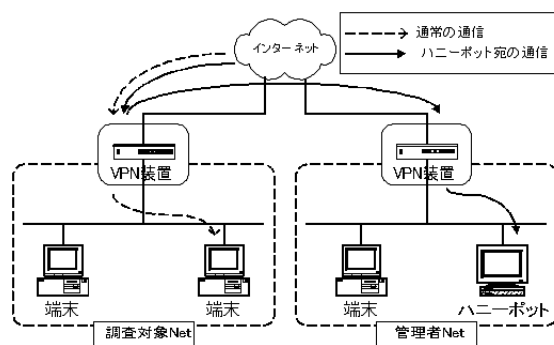 インターネット
通常の通信
ハニーポット宛の通信
VPN装置
VPN装置
端末
端末
端末
ハニーポット
調査対象Net
管理者Net